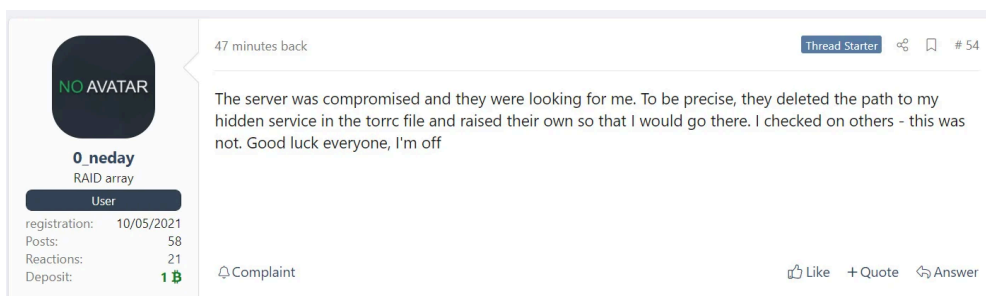 47 minutes back
Thread Starter
# 54
NO AVATAR
0_neday
RAID array
User
registration: 10/05/2021
Posts: 58
Reactions: 21
Deposit: 1 ₿
The server was compromised and they were looking for me. To be precise, they deleted the path to my
hidden service in the torrc file and raised their own so that I would go there. I checked on others - this was
not. Good luck everyone, I'm off
Complaint
Like
+Quote
Answer